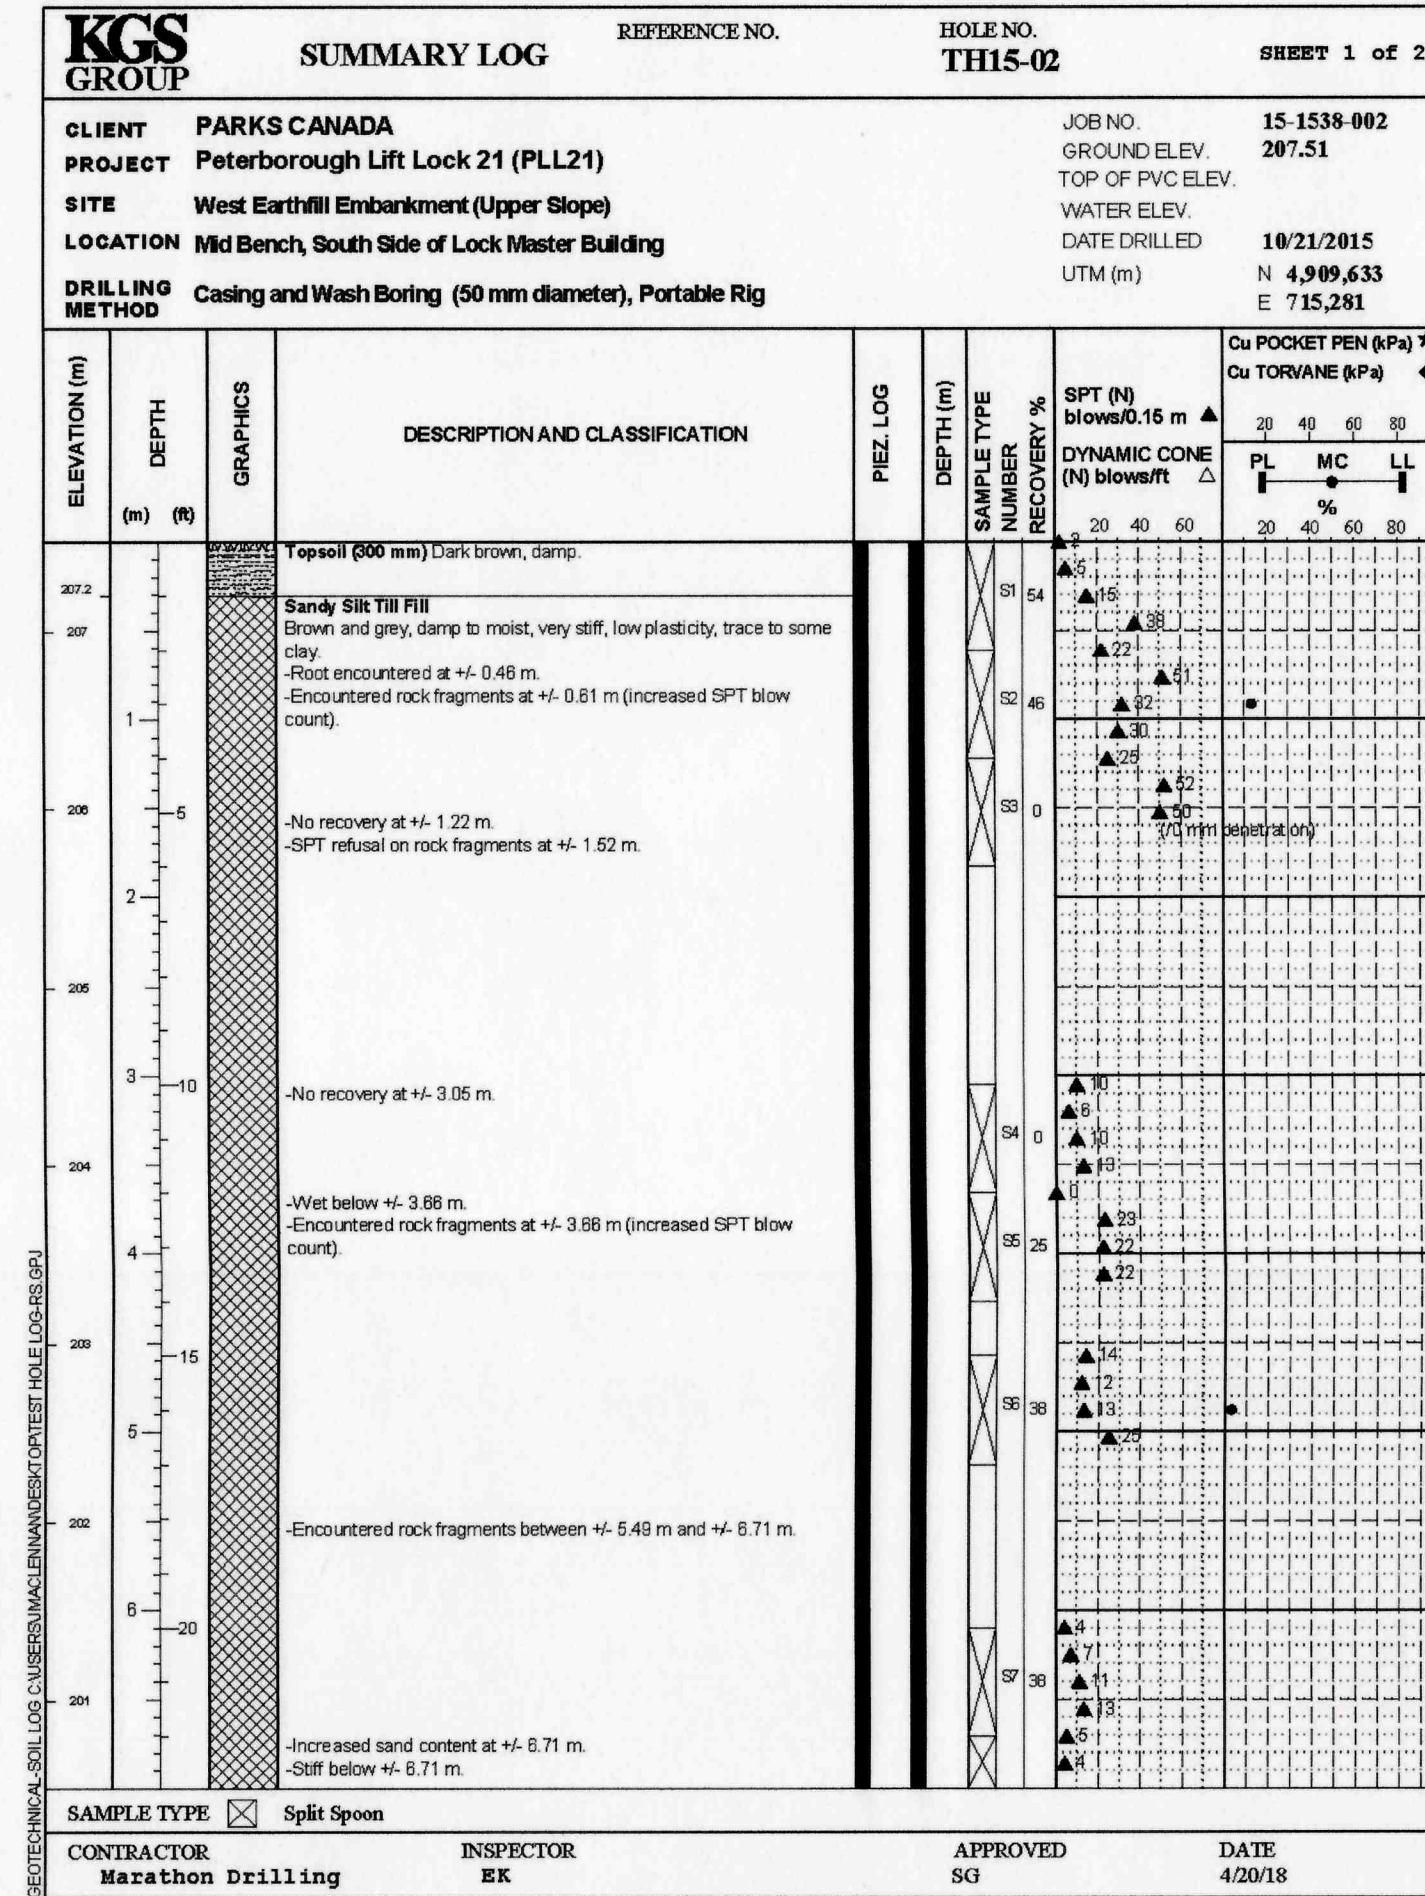 KGS
GROUP
SUMMARY LOG
REFERENCE NO.
HOLE NO.
TH15-02
SHEET 1 of 2
CLIENT PARKS CANADA
PROJECT Peterborough Lift Lock 21 (PLL21)
SITE West Earthfill Embankment (Upper Slope)
LOCATION Mid Bench, South Side of Lock Master Building
DRILLING METHOD Casing and Wash Boring (50 mm diameter), Portable Rig
JOB NO. 15-1538-002
GROUND ELEV. 207.51
TOP OF PVC ELEV.
WATER ELEV.
DATE DRILLED 10/21/2015
UTM (m) N 4,909,633
E 715,281
ELEVATION (m)
DEPTH
(m) (ft)
GRAPHICS
DESCRIPTION AND CLASSIFICATION
PIEZ. LOG
DEPTH (m)
SAMPLE TYPE
NUMBER
RECOVERY %
SPT (N)
blows/0.15 m ▲
DYNAMIC CONE
(N) blows/ft △
20 40 60
Cu POCKET PEN (kPa)
Cu TORVANE (kPa)
20 40 60 80
PL MC LL
%
20 40 60 80
Topsoil (300 mm) Dark brown, damp.
2
5
207.2
S1 54
15
Sandy Silt Till Fill
Brown and grey, damp to moist, very stiff, low plasticity, trace to some
clay.
207
38
22
-Root encountered at +/- 0.46 m.
51
-Encountered rock fragments at +/- 0.61 m (increased SPT blow
count).
S2 46
32
1
30
25
52
206
5
S3 0
50
(70 mm penetration)
-No recovery at +/- 1.22 m.
-SPT refusal on rock fragments at +/- 1.52 m.
2
205
3
10
10
-No recovery at +/- 3.05 m.
6
S4 0
10
204
13
0
-Wet below +/- 3.66 m.
-Encountered rock fragments at +/- 3.66 m (increased SPT blow
count).
23
S5 25
22
4
22
203
15
14
12
S6 38
13
5
25
202
-Encountered rock fragments between +/- 5.49 m and +/- 6.71 m.
6
20
4
7
S7 38
11
201
13
5
-Increased sand content at +/- 6.71 m.
-Stiff below +/- 6.71 m.
4
SAMPLE TYPE Split Spoon
CONTRACTOR
Marathon Drilling
INSPECTOR
EK
APPROVED
SG
DATE
4/20/18
GEOTECHNICAL-SOIL LOG C:\USERS\JMACLENNAN\DESKTOP\TEST HOLE LOG-RS.GPJ